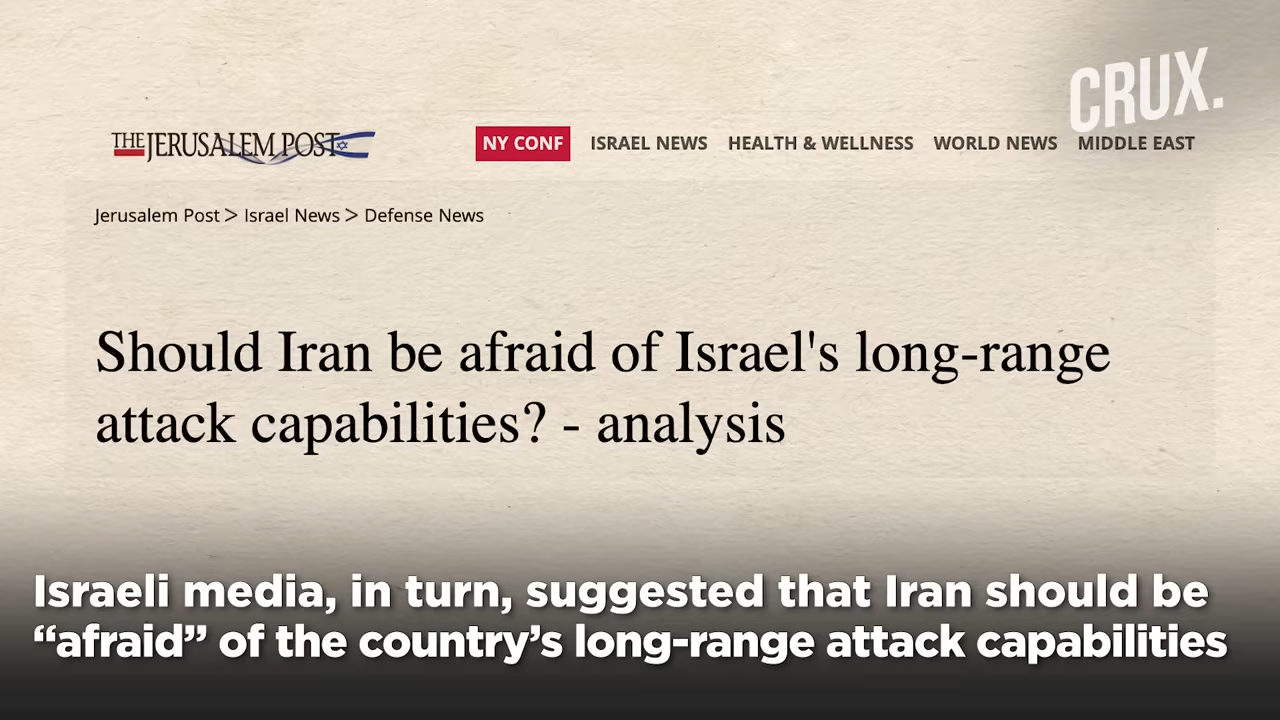 CRUX.
THE JERUSALEM POST
NY CONF ISRAEL NEWS HEALTH & WELLNESS WORLD NEWS MIDDLE EAST
Jerusalem Post > Israel News > Defense News
Should Iran be afraid of Israel's long-range
attack capabilities? - analysis
Israeli media, in turn, suggested that Iran should be
“afraid” of the country’s long-range attack capabilities